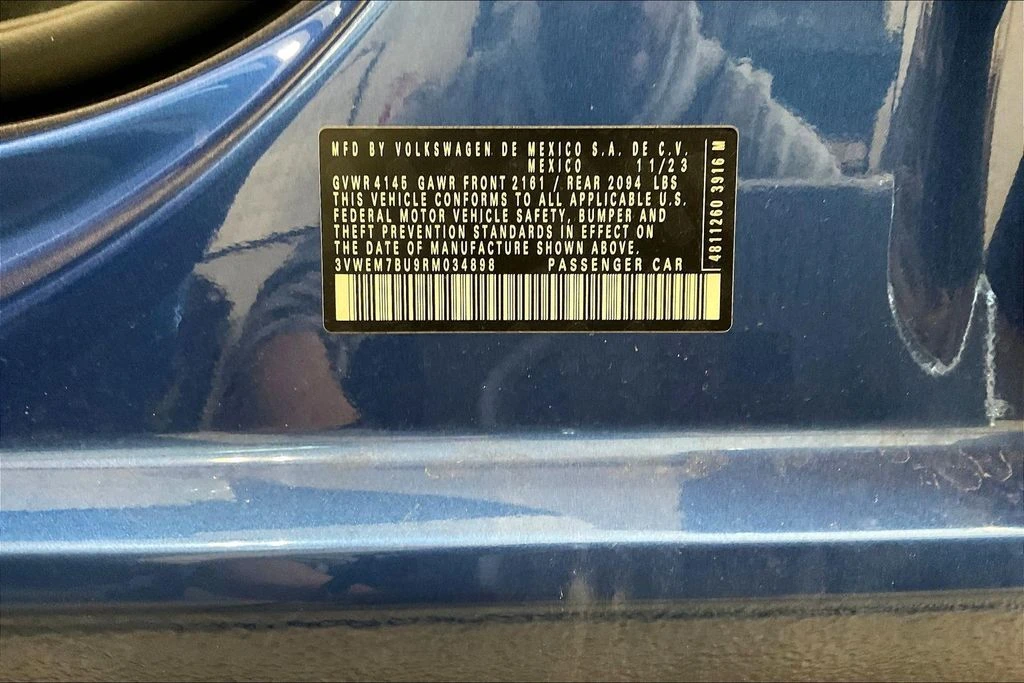 MFD BY VOLKSWAGEN DE MEXICO S.A. DE C.V.
MEXICO 11/23
GVWR 4145 GAWR FRONT 2161 / REAR 2094 LBS
THIS VEHICLE CONFORMS TO ALL APPLICABLE U.S.
FEDERAL MOTOR VEHICLE SAFETY, BUMPER AND
THEFT PREVENTION STANDARDS IN EFFECT ON
THE DATE OF MANUFACTURE SHOWN ABOVE.
3VWEM7BU9RM034898 PASSENGER CAR
4811260 3916 M